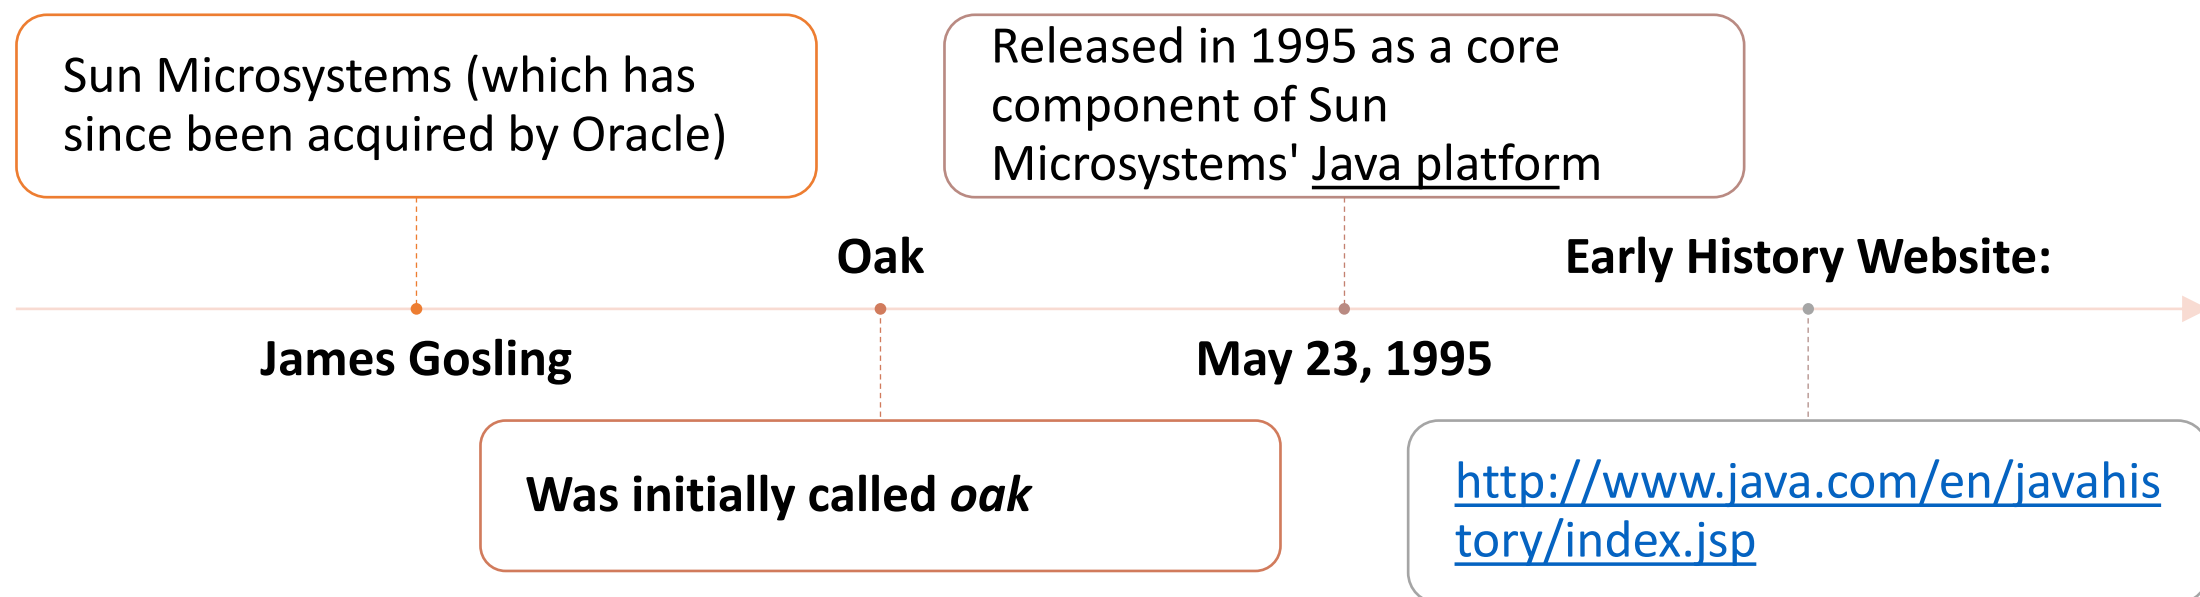 Sun Microsystems (which has
since been acquired by Oracle)
James Gosling
Oak
Was initially called oak
Released in 1995 as a core
component of Sun
Microsystems' Java platform
May 23, 1995
Early History Website:
http://www.java.com/en/javahis
tory/index.jsp